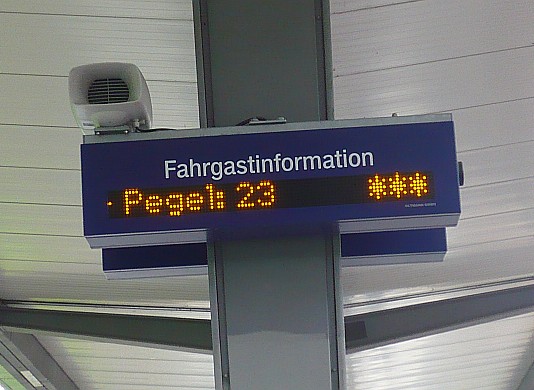 Fahrgastinformation
· Pegel: 23 ***